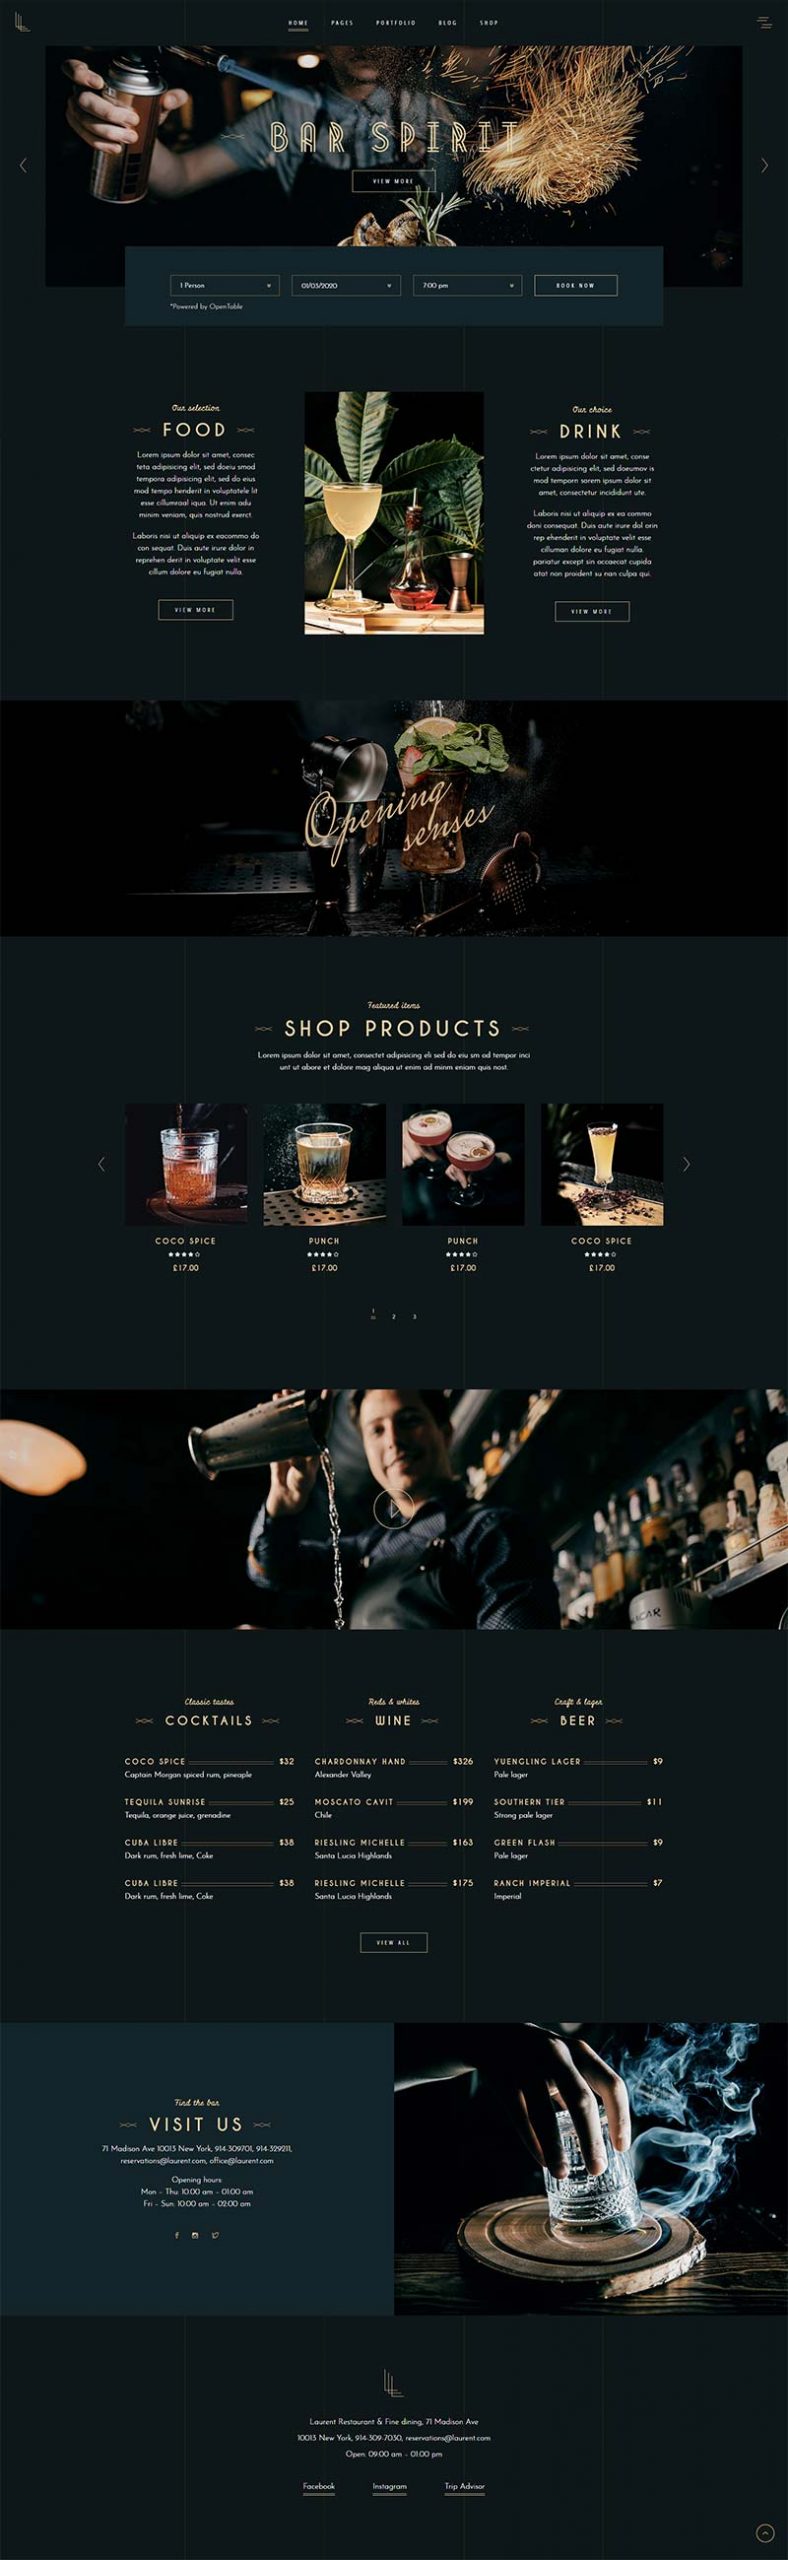 HOME PAGES PORTFOLIO BLOG SHOP
BAR SPIRIT
VIEW MORE
1 Person 01/03/2020 7:00 pm BOOK NOW
*Powered by OpenTable
Our selection
FOOD
Lorem ipsum dolor sit amet, consec
teta adipisicing elit, sed doeiu smod
tempora adipisicing elit, sed do eius
mod tempa henderit in voluptatele lit
esse cillumreal iqua. Ut enim adu
minim veniam, quis nostrud exerct.
Laboris nisi ut aliquip ex eacommo do
con sequat. Duis aute irure dolor in
reprehen derit in voluptate velit esse
cillum dolore eu fugiat nulla.
VIEW MORE
Our choice
DRINK
Lorem ipsum dolor sit amet, conse
ctetur adipisicing elit, sed doeumov is
mod temporn sorem ipsum dolor sit
amet, consectetur incididunt ute.
Laboris nisi ut aliquip ex ea commo
doni consequat. Duis aute irure dol orin
rep ehenderit in voluptate velit esse
cilluman dolore eu fugiat nulla.
pariatur except sin occaecat cupida
atat non proident su nan culpa qui.
VIEW MORE
Opening
senses
Featured items
SHOP PRODUCTS
Lorem ipsum dolor sit amet, consectet adipisicing eli sed do eiu sm ad tempor inci
unt ut abore et dolore mag aliqua ut enim ad minm eniam quis nost.
COCO SPICE PUNCH PUNCH COCO SPICE
£17.00 £17.00 £17.00 £17.00
1 2 3
Classic tastes
COCKTAILS
COCO SPICE $32
Captain Morgan spiced rum, pineapple
TEQUILA SUNRISE $25
Tequila, orange juice, grenadine
CUBA LIBRE $38
Dark rum, fresh lime, Coke
CUBA LIBRE $38
Dark rum, fresh lime, Coke
Reds & whites
WINE
CHARDONNAY HAND $326
Alexander Valley
MOSCATO CAVIT $199
Chile
RIESLING MICHELLE $163
Santa Lucia Highlands
RIESLING MICHELLE $175
Santa Lucia Highlands
Craft & lager
BEER
YUENGLING LAGER $9
Pale lager
SOUTHERN TIER $11
Strong pale lager
GREEN FLASH $9
Pale lager
RANCH IMPERIAL $7
Imperial
VIEW ALL
Find the bar
VISIT US
71 Madison Ave 10013 New York, 914-309701, 914-329211,
reservations@laurent.com, office@laurent.com
Opening hours:
Mon – Thu: 10:00 am – 01:00 am
Fri – Sun: 10:00 am – 02:00 am
Laurent Restaurant & Fine dining, 71 Madison Ave
10013 New York, 914-309-7030, reservations@laurent.com
Open: 09:00 am – 01:00 pm
Facebook Instagram Trip Advisor